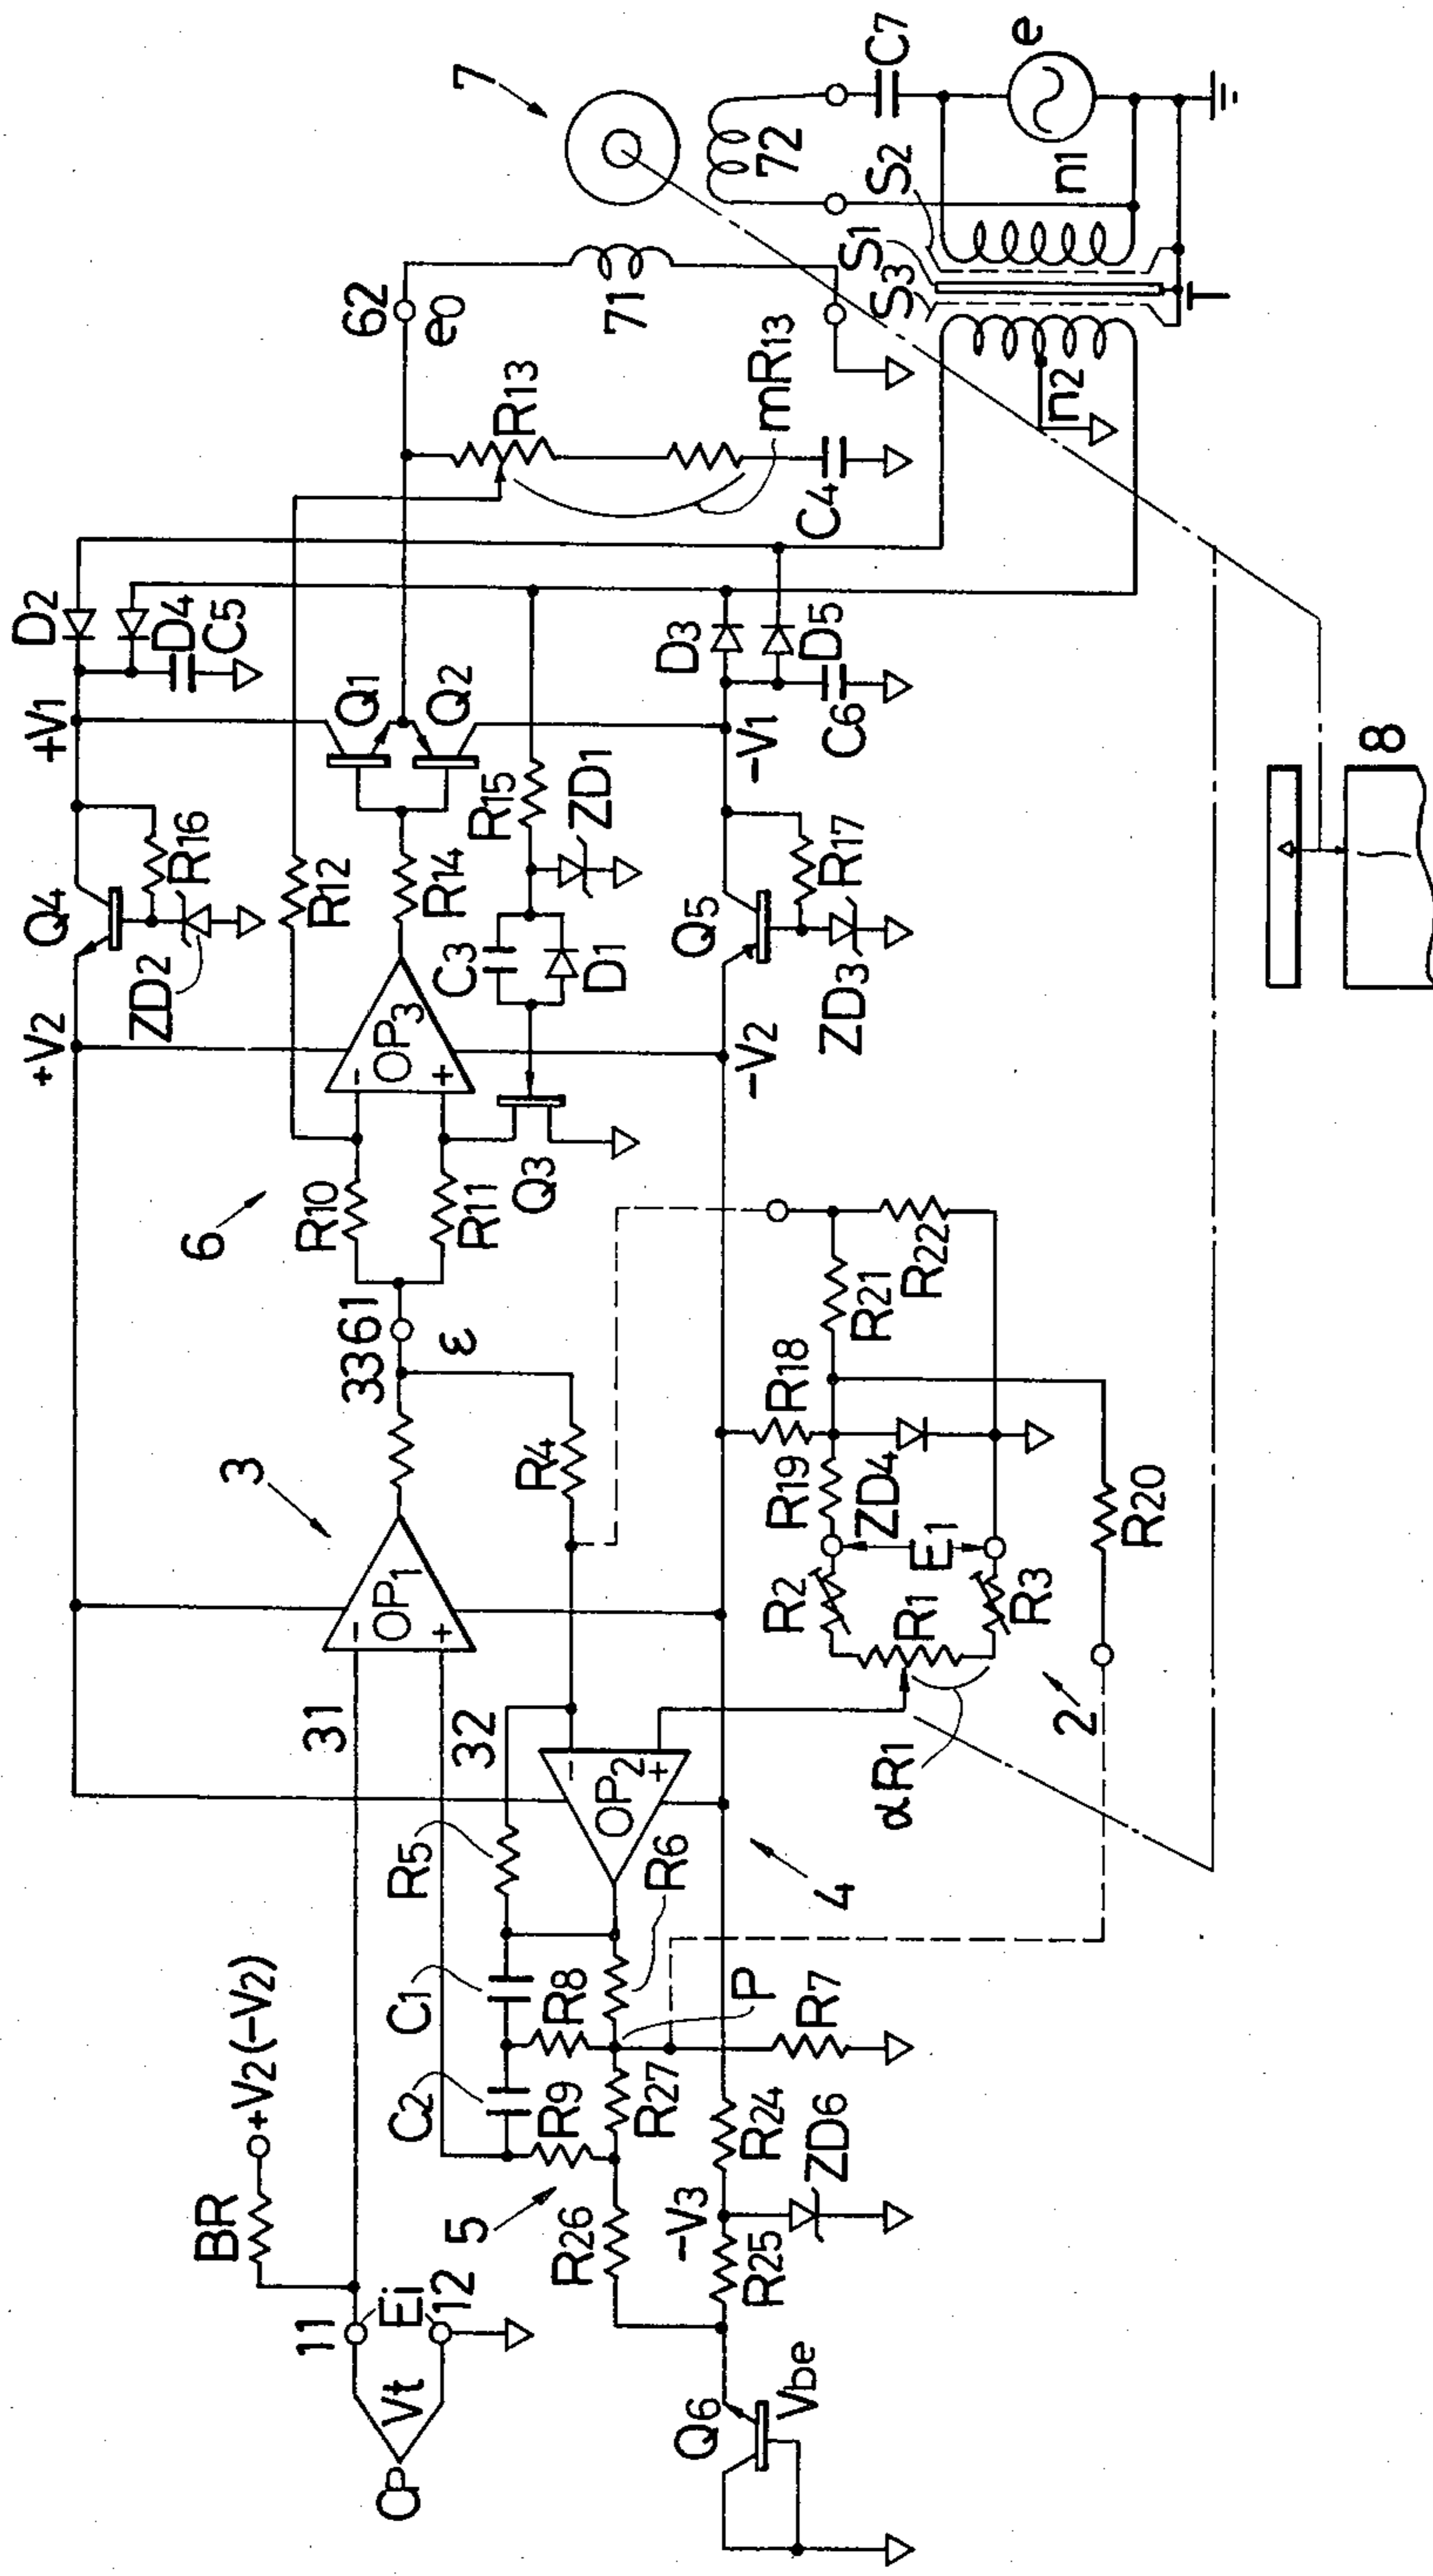 CP
Vt
11
Ei
12
BR
+V2(-V2)
31
32
OP1
-
+
3
33
61
ε
R4
R5
C1
C2
R8
R9
5
R26
R27
P
R6
R7
OP2
-
+
4
-V3
R25
R24
ZD6
Q6
Vbe
2
αR1
R1
R2
R3
E1
R19
R18
ZD4
R20
R21
R22
6
R10
R11
OP3
-
+
Q3
R12
R14
C3
D1
R15
ZD1
+V2
Q4
ZD2
R16
+V1
D2
D4
C5
Q1
Q2
-V2
Q5
ZD3
R17
-V1
C6
D3
D5
62
e0
R13
mR13
C4
71
7
72
C7
e
n1
n2
S1
S2
S3
8